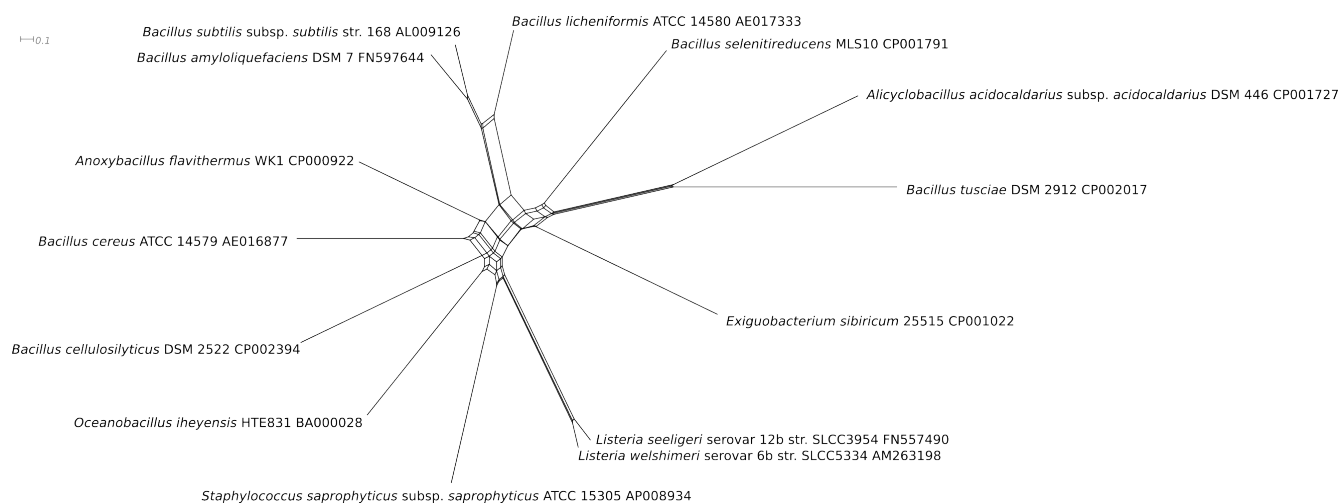 Bacillus licheniformis ATCC 14580 AE017333
Bacillus subtilis subsp. subtilis str. 168 AL009126
0.1
Bacillus selenitireducens MLS10 CP001791
Bacillus amyloliquefaciens DSM 7 FN597644
Alicyclobacillus acidocaldarius subsp. acidocaldarius DSM 446 CP001727
Anoxybacillus flavithermus WK1 CP000922
Bacillus tusciae DSM 2912 CP002017
Bacillus cereus ATCC 14579 AE016877
Exiguobacterium sibiricum 25515 CP001022
Bacillus cellulosilyticus DSM 2522 CP002394
Oceanobacillus iheyensis HTE831 BA000028
Listeria seeligeri serovar 12b str. SLCC3954 FN557490
Listeria welshimeri serovar 6b str. SLCC5334 AM263198
Staphylococcus saprophyticus subsp. saprophyticus ATCC 15305 AP008934